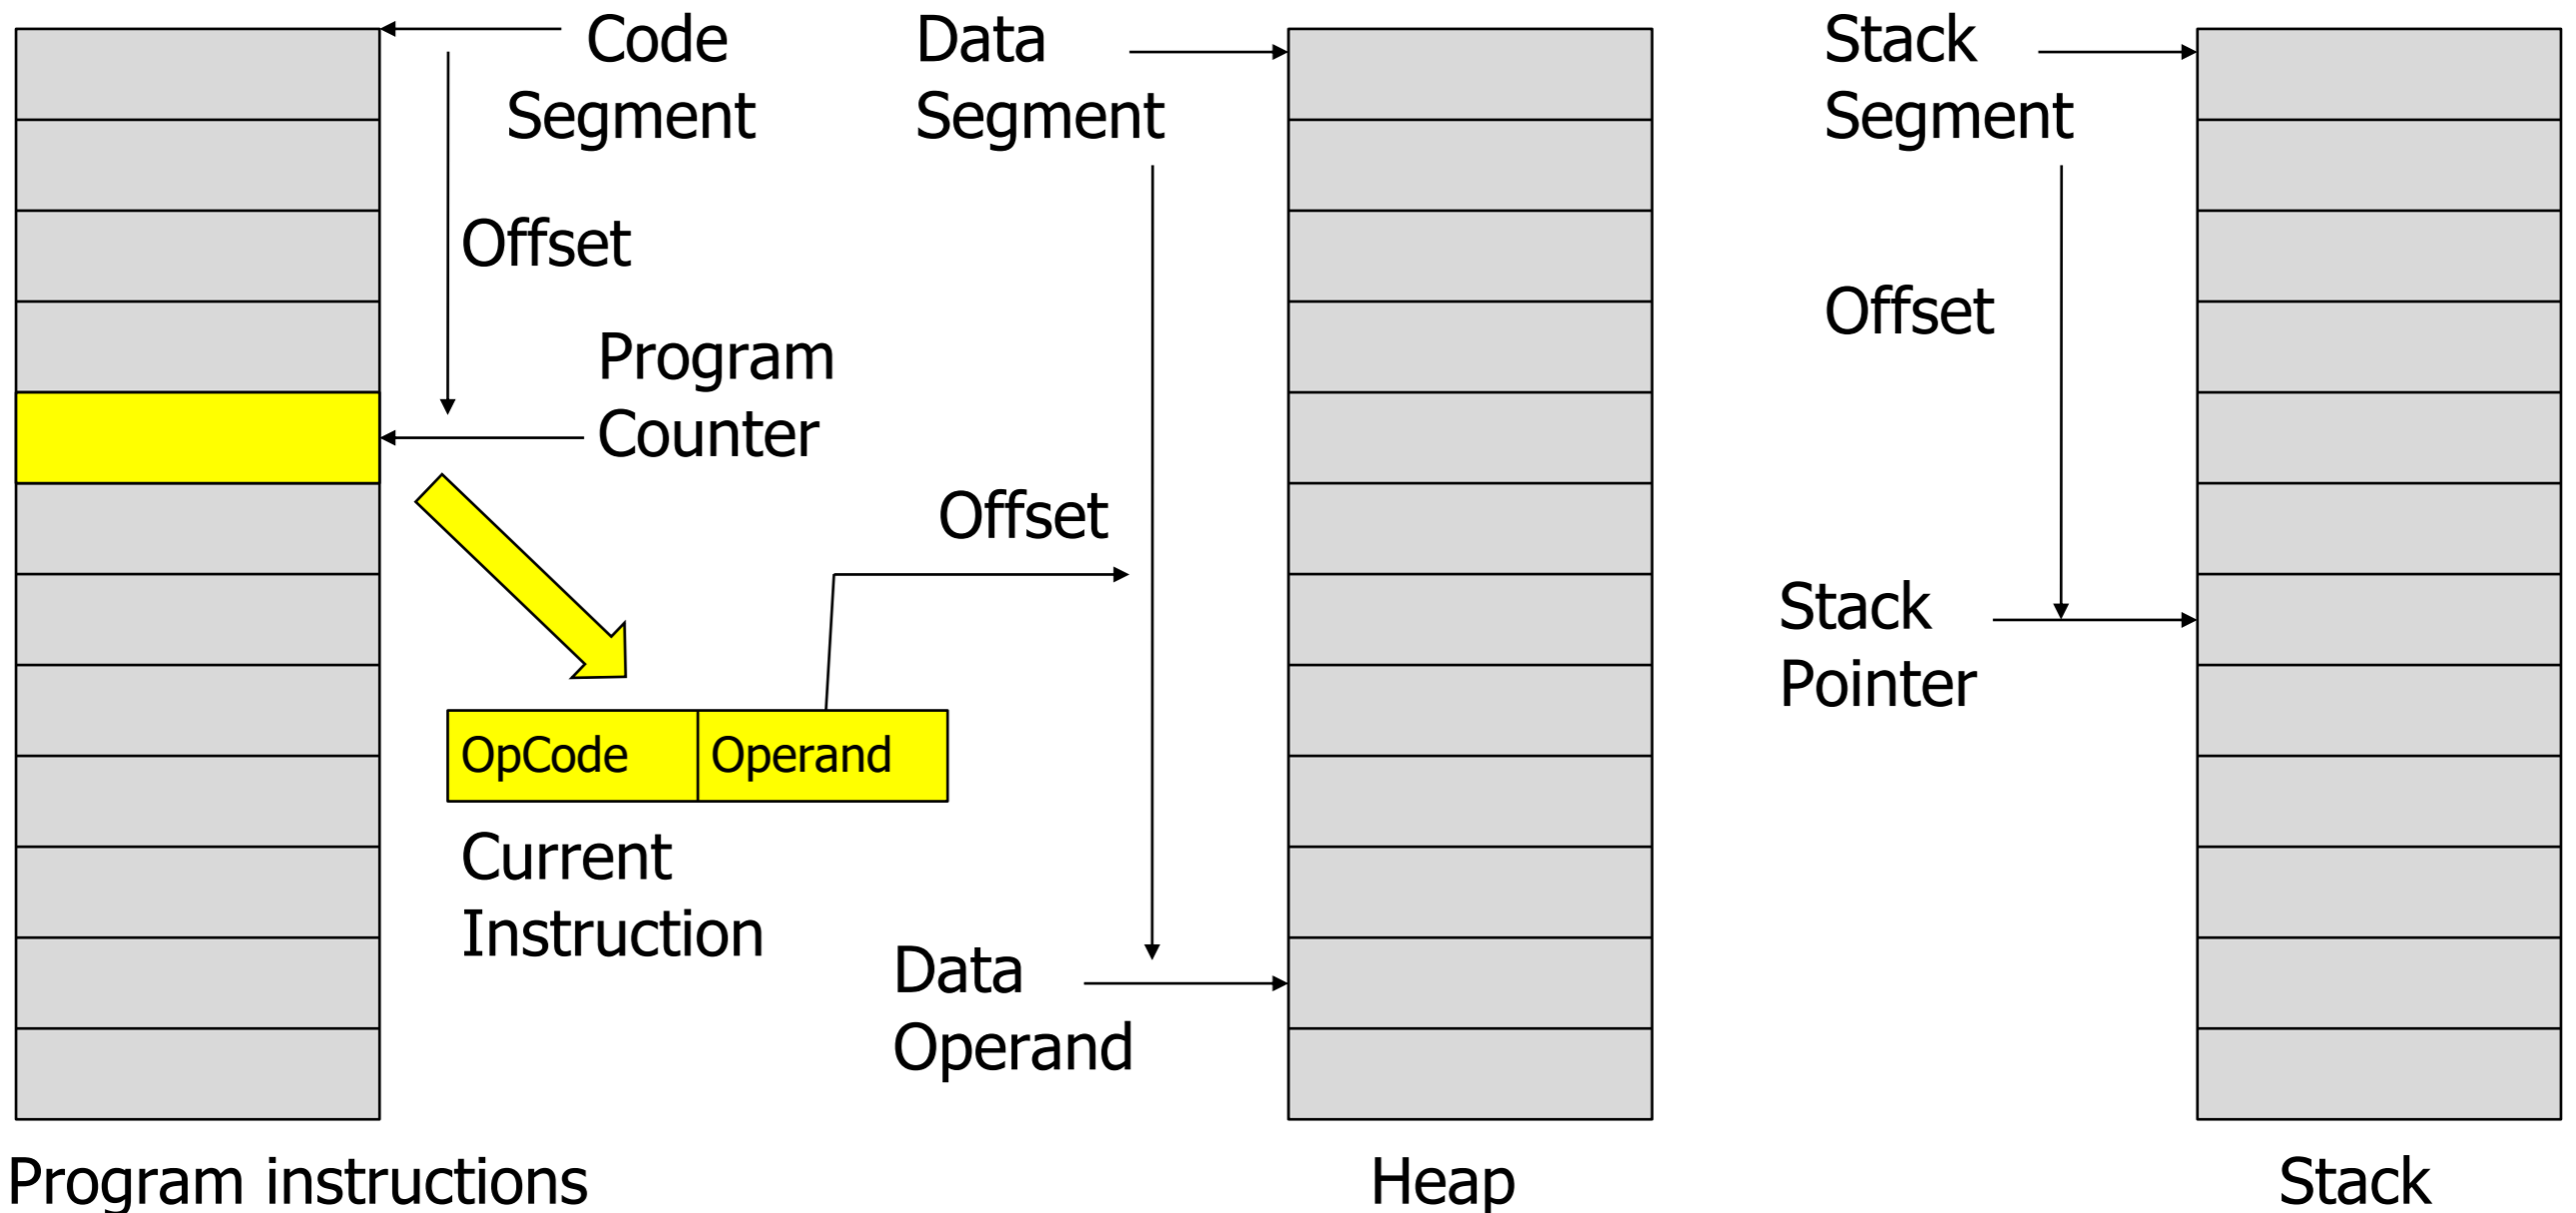 Code
Segment
Offset
Program
Counter
OpCode
Operand
Current
Instruction
Data
Segment
Offset
Data
Operand
Stack
Segment
Offset
Stack
Pointer
Program instructions
Heap
Stack